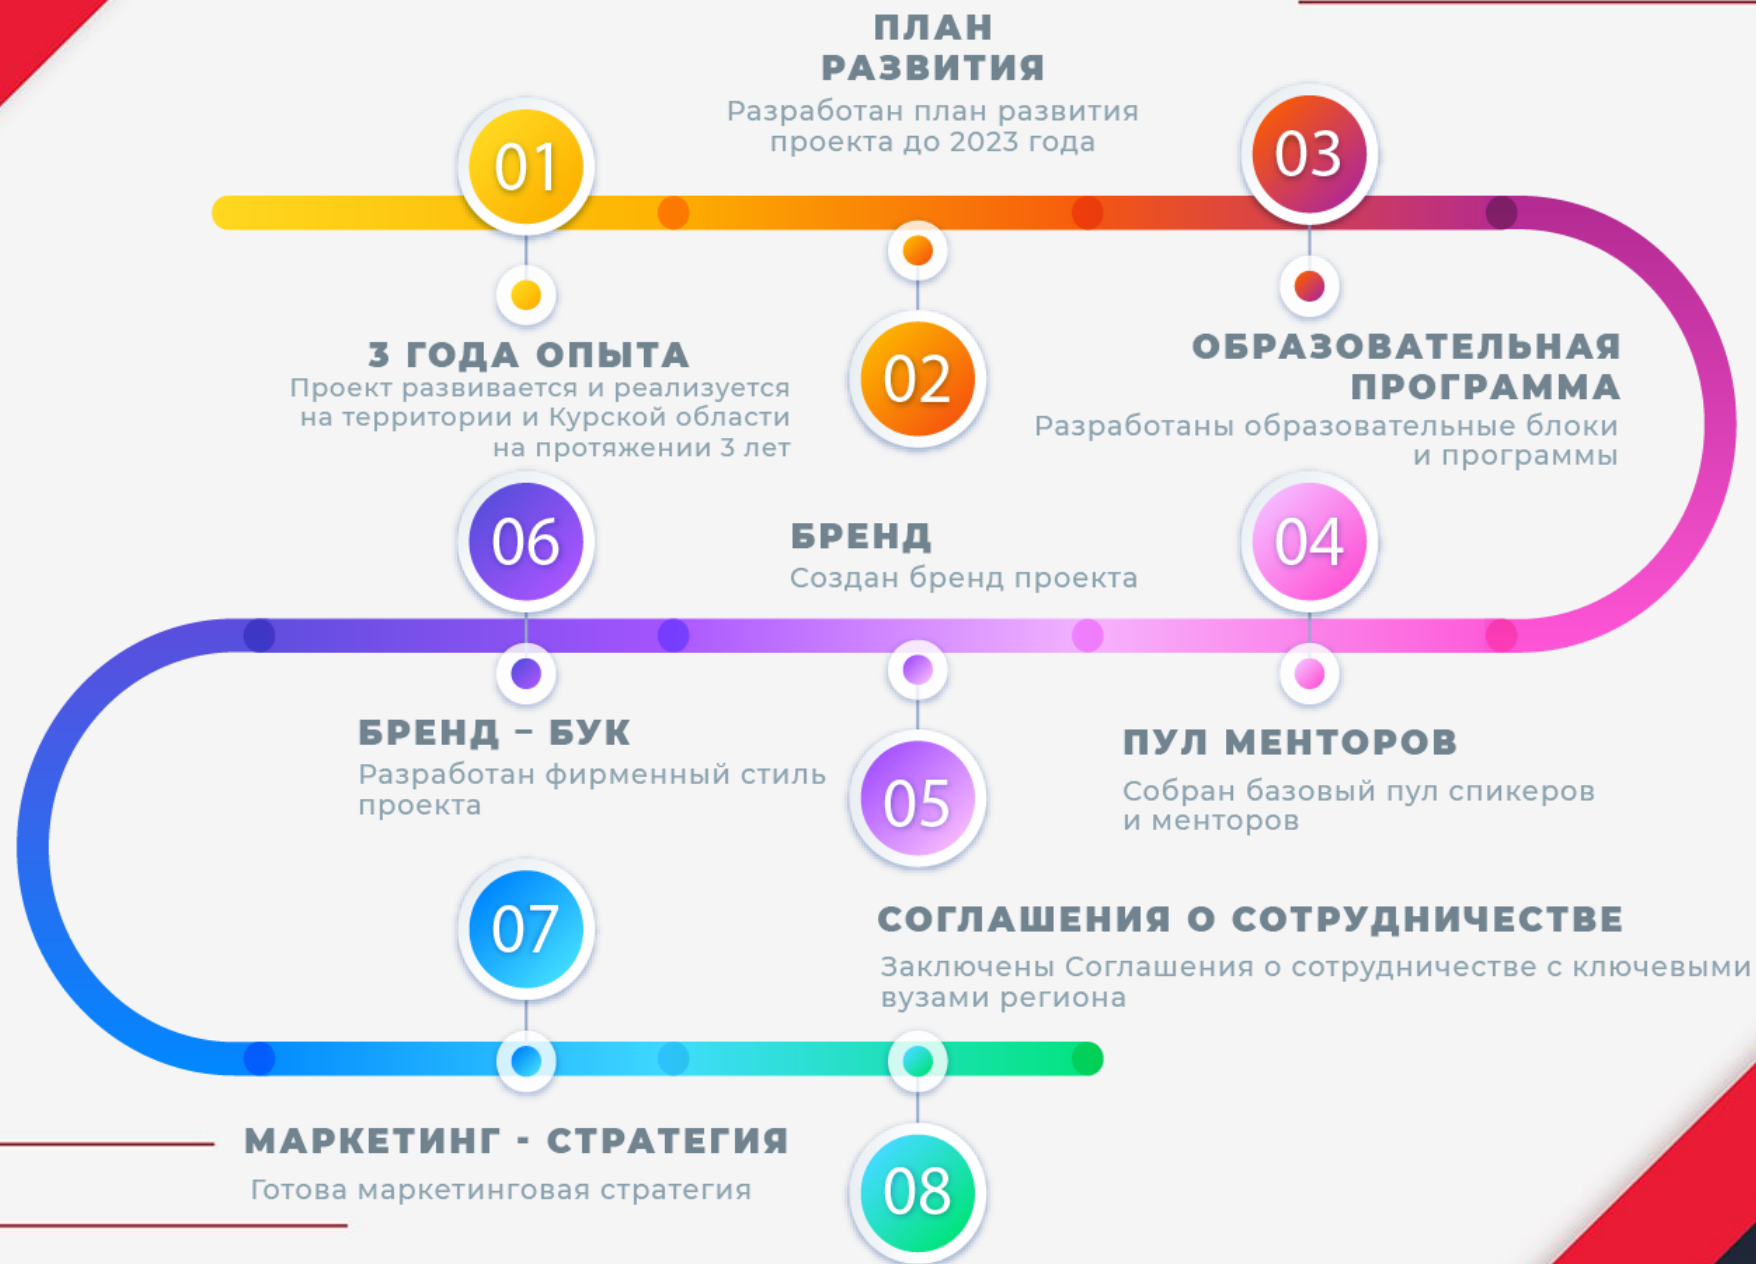 01
3 ГОДА ОПЫТА
Проект развивается и реализуется
на территории и Курской области
на протяжении 3 лет
ПЛАН
РАЗВИТИЯ
Разработан план развития
проекта до 2023 года
02
03
ОБРАЗОВАТЕЛЬНАЯ
ПРОГРАММА
Разработаны образовательные блоки
и программы
04
ПУЛ МЕНТОРОВ
Собран базовый пул спикеров
и менторов
БРЕНД
Создан бренд проекта
05
06
БРЕНД – БУК
Разработан фирменный стиль
проекта
07
МАРКЕТИНГ - СТРАТЕГИЯ
Готова маркетинговая стратегия
СОГЛАШЕНИЯ О СОТРУДНИЧЕСТВЕ
Заключены Соглашения о сотрудничестве с ключевыми
вузами региона
08